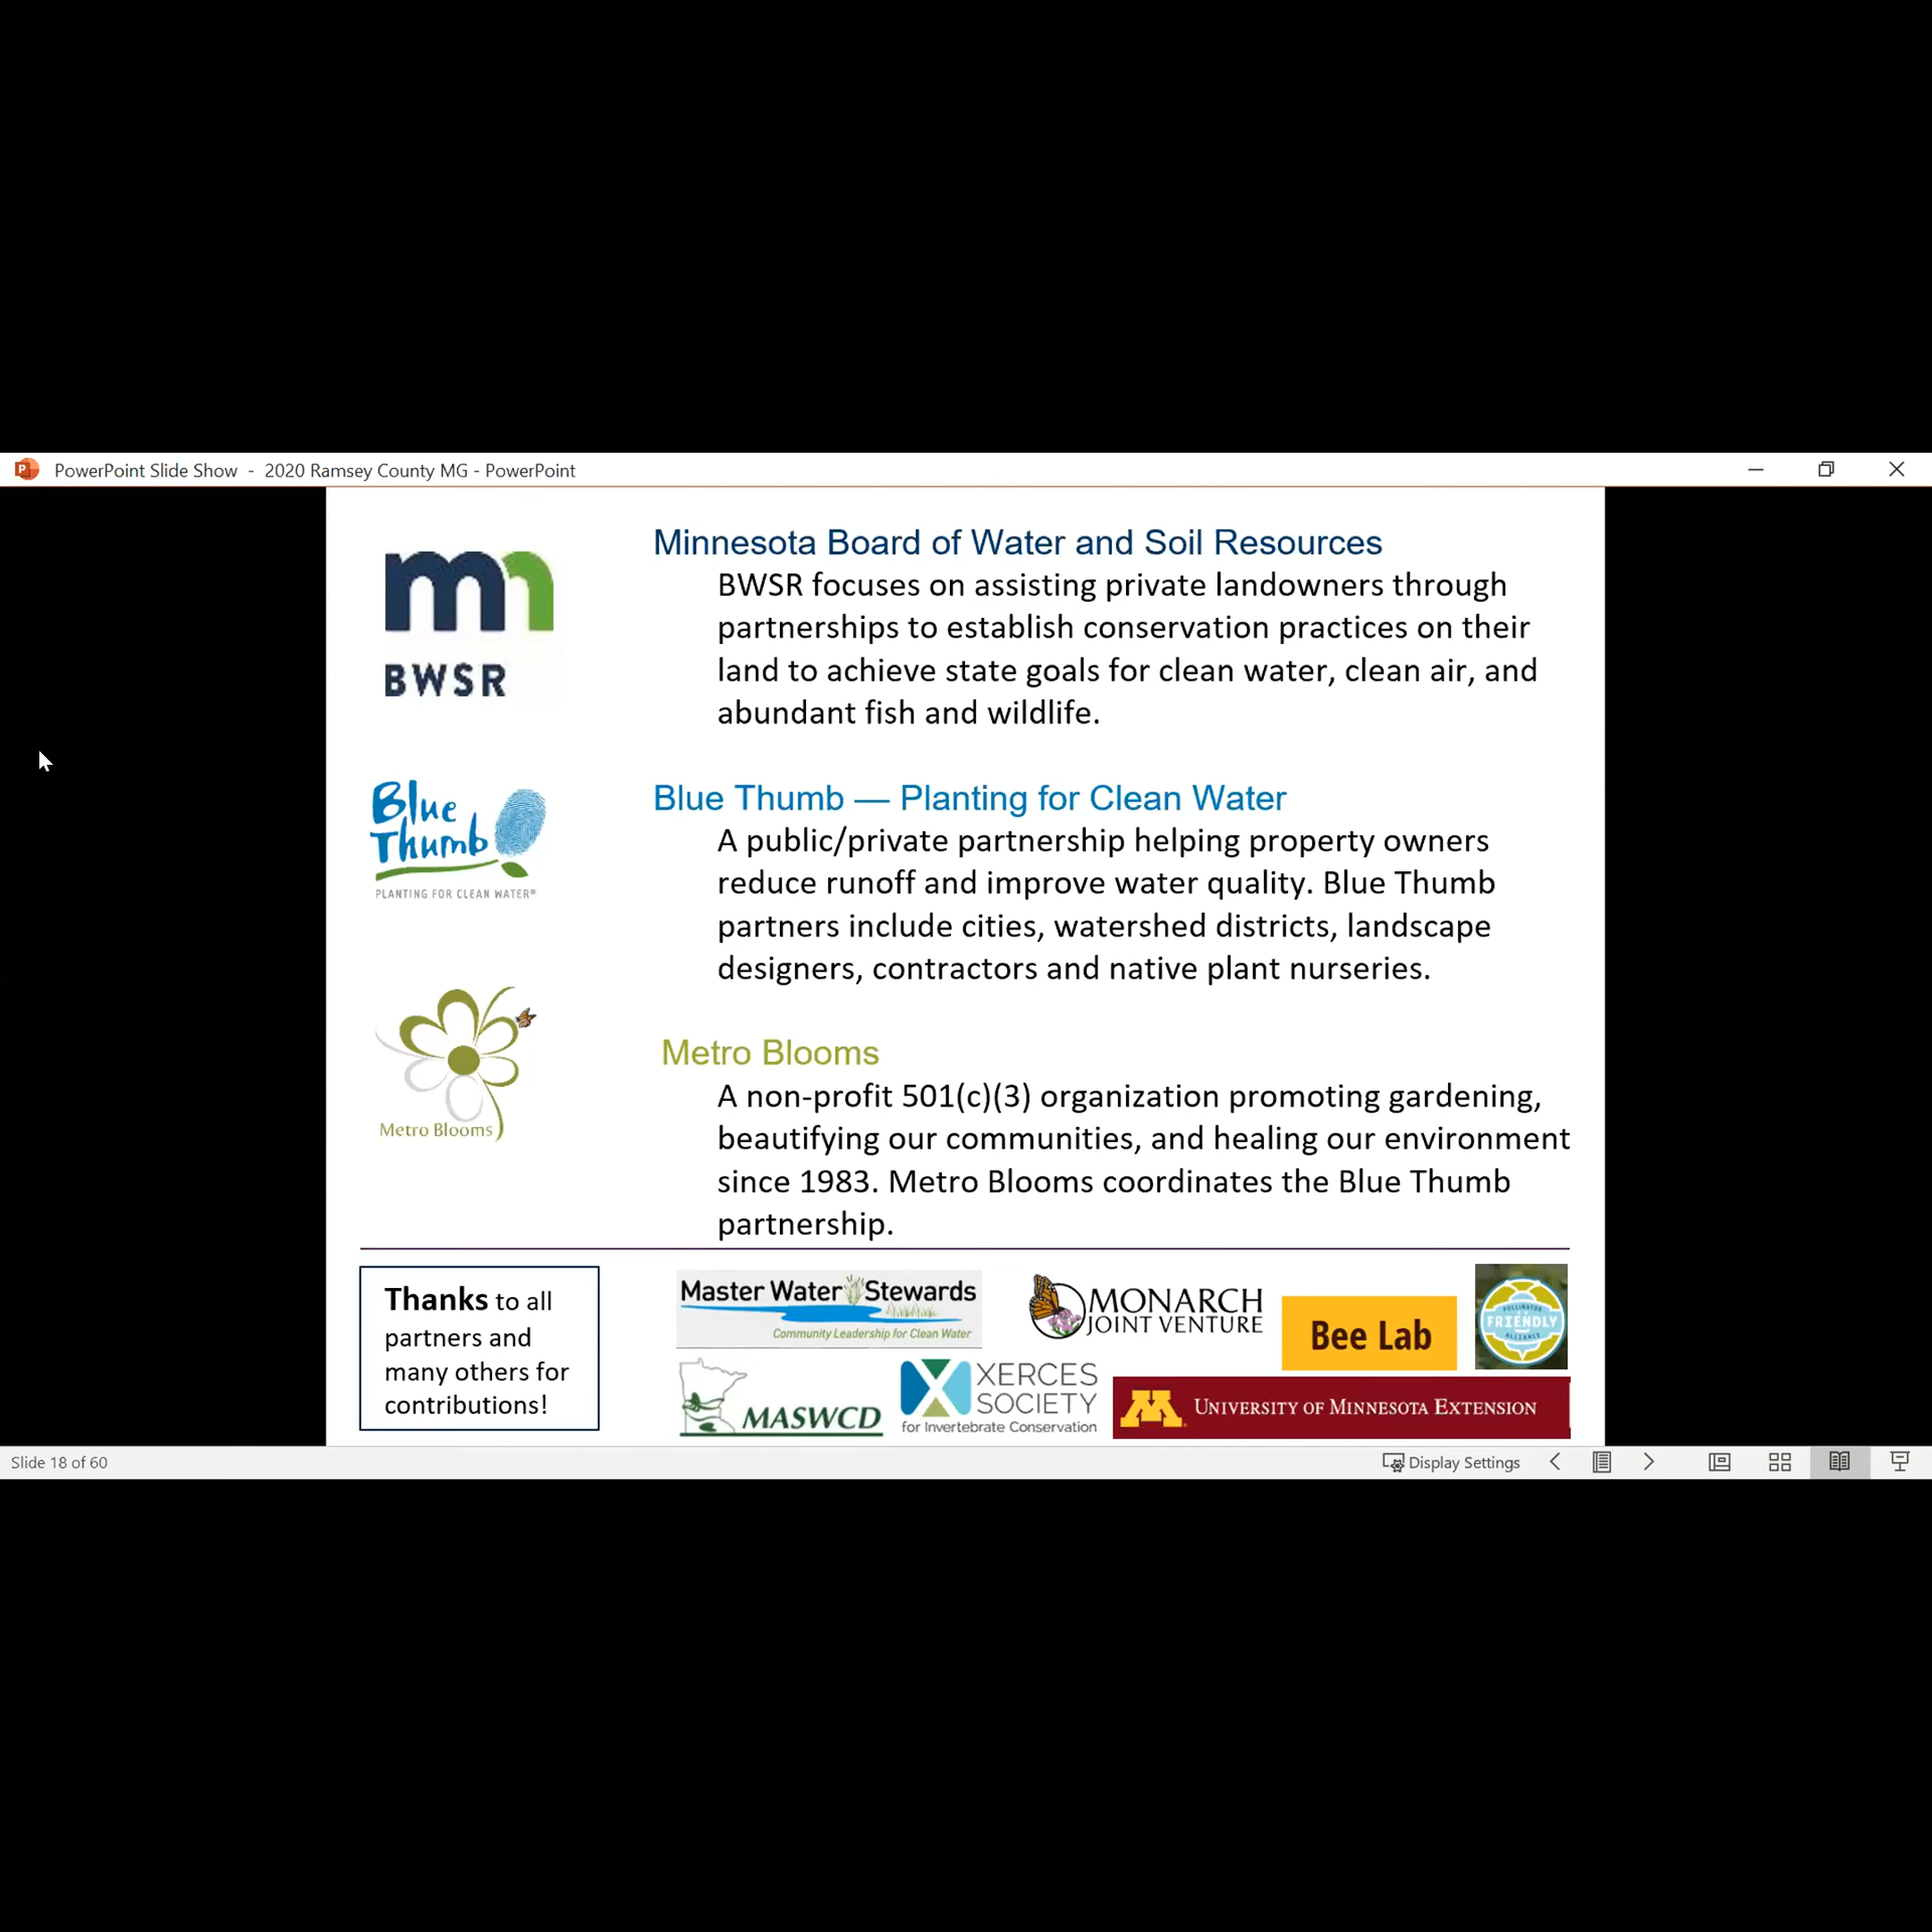 PowerPoint Slide Show - 2020 Ramsey County MG - PowerPoint
mn
BWSR
Minnesota Board of Water and Soil Resources
BWSR focuses on assisting private landowners through
partnerships to establish conservation practices on their
land to achieve state goals for clean water, clean air, and
abundant fish and wildlife.
Blue
Thumb
PLANTING FOR CLEAN WATER®
Blue Thumb — Planting for Clean Water
A public/private partnership helping property owners
reduce runoff and improve water quality. Blue Thumb
partners include cities, watershed districts, landscape
designers, contractors and native plant nurseries.
Metro Blooms
Metro Blooms
A non-profit 501(c)(3) organization promoting gardening,
beautifying our communities, and healing our environment
since 1983. Metro Blooms coordinates the Blue Thumb
partnership.
Thanks to all
partners and
many others for
contributions!
Master Water Stewards
Community Leadership for Clean Water
MONARCH
JOINT VENTURE
Bee Lab
POLLINATOR
FRIENDLY
ALLIANCE
MASWCD
XERCES
SOCIETY
for Invertebrate Conservation
M
UNIVERSITY OF MINNESOTA EXTENSION
Slide 18 of 60
Display Settings